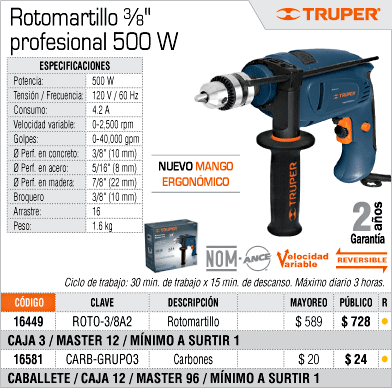 Rotomartillo 3/8"
profesional 500 W
TRUPER®
ESPECIFICACIONES
Potencia: 500 W
Tensión / Frecuencia: 120 V / 60 Hz
Consumo: 4.2 A
Velocidad variable: 0-2,500 rpm
Golpes: 0-40,000 gpm
Ø Perf. en concreto: 3/8" (10 mm)
Ø Perf. en acero: 5/16" (8 mm)
Ø Perf. en madera: 7/8" (22 mm)
Broquero 3/8" (10 mm)
Arrastre: 16
Peso: 1.6 kg
NUEVO MANGO
ERGONÓMICO
TRUPER
2 años
Garantía
NOM-ANCE
Velocidad
Variable
REVERSIBLE
Ciclo de trabajo: 30 min. de trabajo x 15 min. de descanso. Máximo diario 3 horas.
CÓDIGO CLAVE DESCRIPCIÓN MAYOREO PÚBLICO R
16449 ROTO-3/8A2 Rotomartillo $ 589 $ 728
CAJA 3 / MASTER 12 / MÍNIMO A SURTIR 1
16581 CARB-GRUPO3 Carbones $ 20 $ 24
CABALLETE / CAJA 12 / MASTER 96 / MÍNIMO A SURTIR 1